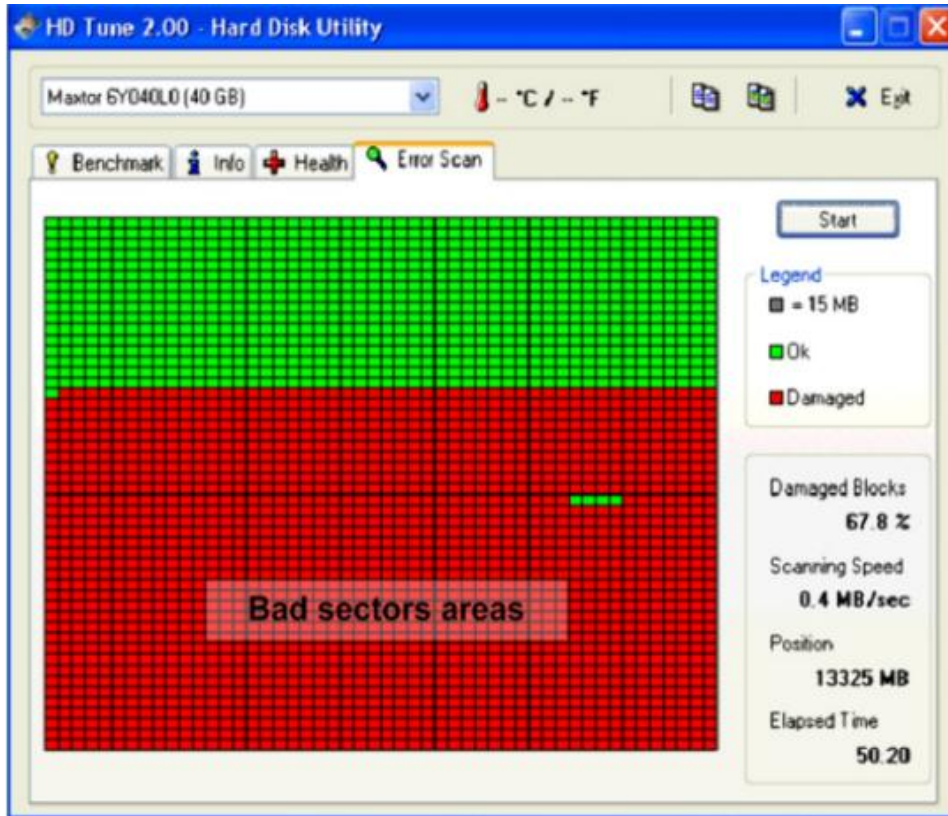 HD Tune 2.00 - Hard Disk Utility
Maxtor 6Y040L0 (40 GB)
-- °C / -- °F
Exit
Benchmark
Info
Health
Error Scan
Start
Legend
= 15 MB
Ok
Damaged
Damaged Blocks
67.8 %
Scanning Speed
0.4 MB/sec
Position
13325 MB
Elapsed Time
50.20
Bad sectors areas